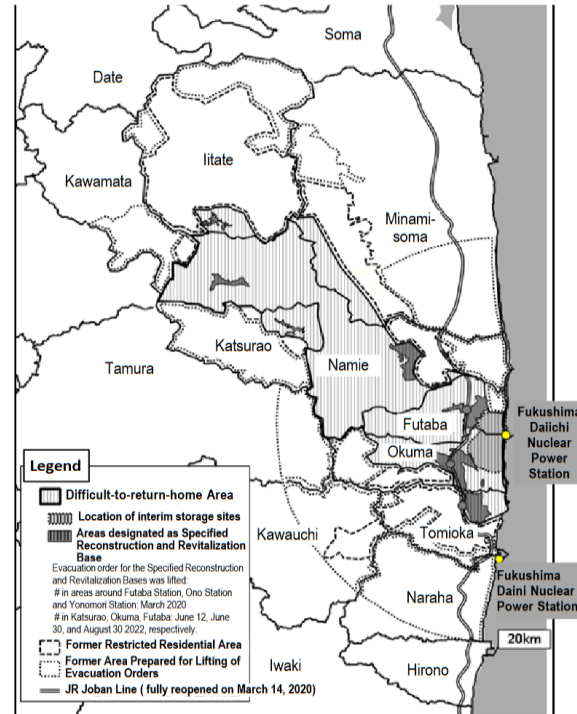 Soma
Date
Iitate
Kawamata
Minami-
soma
Katsurao
Tamura
Namie
Futaba
Okuma
Fukushima
Daiichi
Nuclear
Power
Station
Kawauchi
Tomioka
Fukushima
Daini Nuclear
Power Station
Naraha
20km
Iwaki
Hirono
Legend
Difficult-to-return-home Area
Location of interim storage sites
Areas designated as Specified
Reconstruction and Revitalization
Base
Evacuation order for the Specified Reconstruction
and Revitalization Bases was lifted:
# in areas around Futaba Station, Ono Station
and Yonomori Station: March 2020
# in Katsurao, Okuma, Futaba: June 12, June
30, and August 30 2022, respectively.
Former Restricted Residential Area
Former Area Prepared for Lifting of
Evacuation Orders
JR Joban Line ( fully reopened on March 14, 2020)